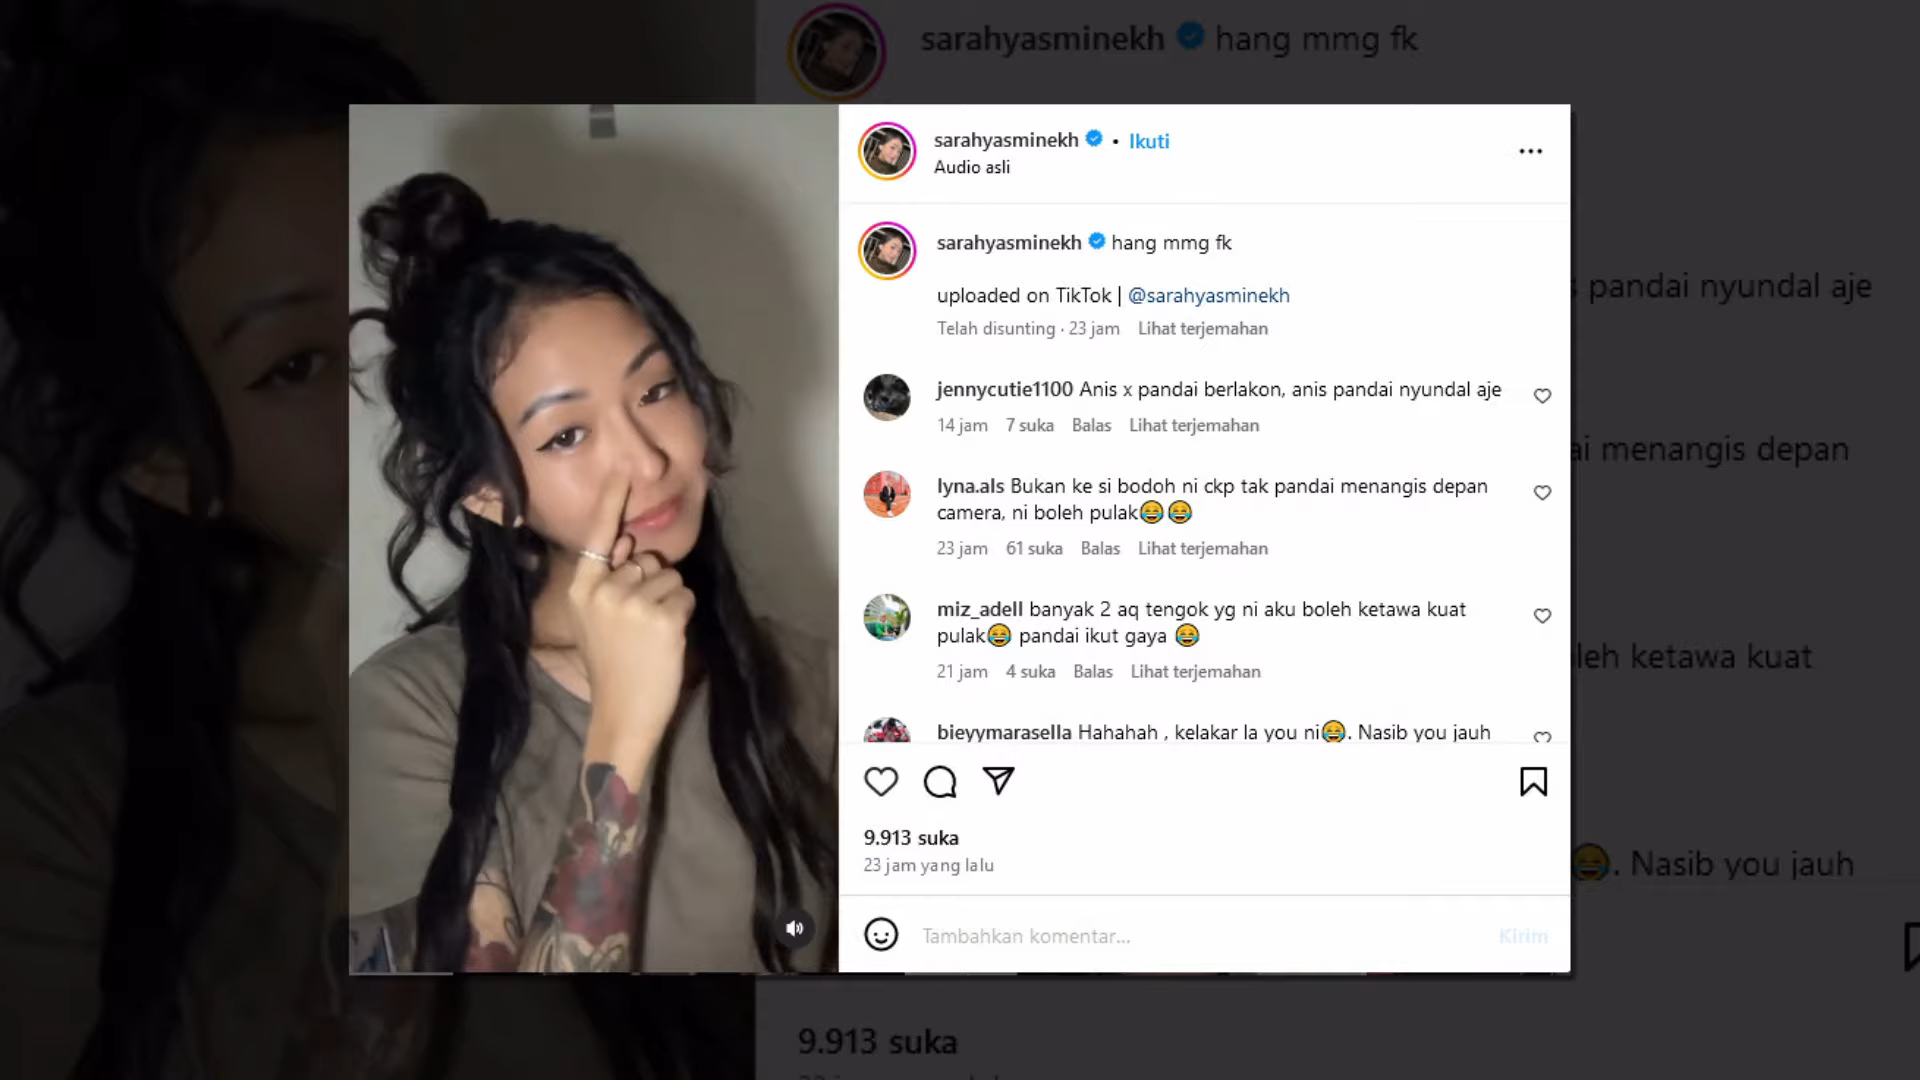 sarahyasminekh hang mmg fk
sarahyasminekh • Ikuti
Audio asli
sarahyasminekh hang mmg fk
uploaded on TikTok | @sarahyasminekh
Telah disunting · 23 jam Lihat terjemahan
jennycutie1100 Anis x pandai berlakon, anis pandai nyundal aje
14 jam 7 suka Balas Lihat terjemahan
lyna.als Bukan ke si bodoh ni ckp tak pandai menangis depan
camera, ni boleh pulak😂😂
23 jam 61 suka Balas Lihat terjemahan
miz_adell banyak 2 aq tengok yg ni aku boleh ketawa kuat
pulak😂 pandai ikut gaya 😂
21 jam 4 suka Balas Lihat terjemahan
bieyymarasella Hahahah , kelakar la you ni😂. Nasib you jauh
9.913 suka
23 jam yang lalu
Tambahkan komentar...
Kirim
pandai nyundal aje
menangis depan
ketawa kuat
😂. Nasib you jauh
9.913 suka